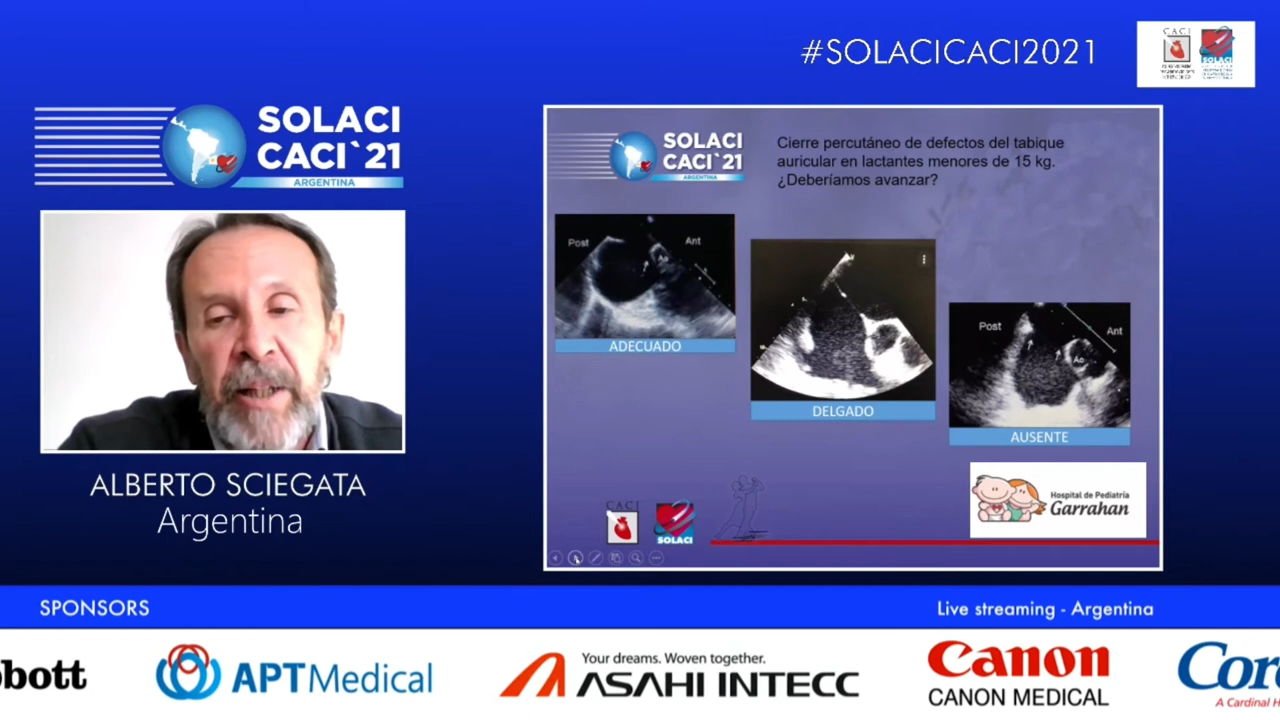 #SOLACICACI2021
CACI
SOLACI
SOLACI
CACI`21
ARGENTINA
ALBERTO SCIEGATA
Argentina
SOLACI
CACI`21
ARGENTINA
Cierre percutáneo de defectos del tabique
auricular en lactantes menores de 15 kg.
¿Deberíamos avanzar?
Post
Ant
Ao
ADECUADO
DELGADO
Post
Ant
Ao
AUSENTE
CACI
SOLACI
Hospital de Pediatría
Garrahan
SPONSORS
Live streaming - Argentina
bott
APTMedical
Your dreams. Woven together.
ASAHI INTECC
Canon
CANON MEDICAL
Cor
A Cardinal H